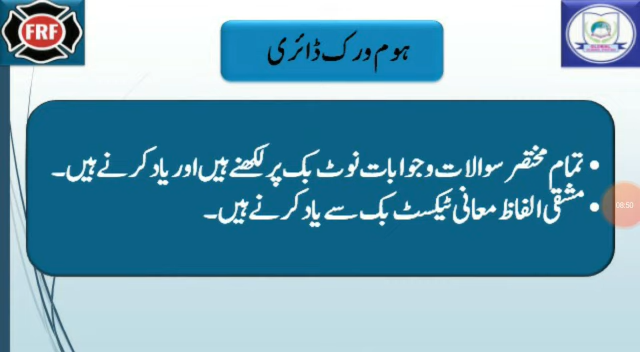 FRF
ہوم ورک ڈائری
• تمام مختصر سوالات و جوابات نوٹ بک پر لکھنے ہیں اور یاد کرنے ہیں۔
• مشقی الفاظ معانی ٹیکسٹ بک سے یاد کرنے ہیں۔
08:50